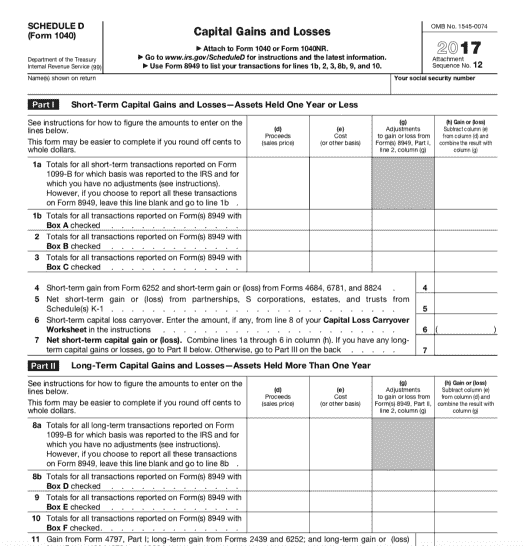 SCHEDULE D
(Form 1040)
Department of the Treasury
Internal Revenue Service (99)
Capital Gains and Losses
► Attach to Form 1040 or Form 1040NR.
► Go to www.irs.gov/ScheduleD for instructions and the latest information.
► Use Form 8949 to list your transactions for lines 1b, 2, 3, 8b, 9, and 10.
OMB No. 1545-0074
2017
Attachment
Sequence No. 12
Name(s) shown on return
Your social security number
Part I Short-Term Capital Gains and Losses—Assets Held One Year or Less
See instructions for how to figure the amounts to enter on the
lines below.
This form may be easier to complete if you round off cents to
whole dollars.
(d)
Proceeds
(sales price)
(e)
Cost
(or other basis)
(g)
Adjustments
to gain or loss from
Form(s) 8949, Part I,
line 2, column (g)
(h) Gain or (loss)
Subtract column (e)
from column (d) and
combine the result with
column (g)
1a Totals for all short-term transactions reported on Form
1099-B for which basis was reported to the IRS and for
which you have no adjustments (see instructions).
However, if you choose to report all these transactions
on Form 8949, leave this line blank and go to line 1b .
1b Totals for all transactions reported on Form(s) 8949 with
Box A checked . . . . . . . . . . . . .
2 Totals for all transactions reported on Form(s) 8949 with
Box B checked . . . . . . . . . . . . .
3 Totals for all transactions reported on Form(s) 8949 with
Box C checked . . . . . . . . . . . . .
4 Short-term gain from Form 6252 and short-term gain or (loss) from Forms 4684, 6781, and 8824 . 4
5 Net short-term gain or (loss) from partnerships, S corporations, estates, and trusts from
Schedule(s) K-1 . . . . . . . . . . . . . . . . . . . . . . . . 5
6 Short-term capital loss carryover. Enter the amount, if any, from line 8 of your Capital Loss Carryover
Worksheet in the instructions . . . . . . . . . . . . . . . . . . . 6 ( )
7 Net short-term capital gain or (loss). Combine lines 1a through 6 in column (h). If you have any long-
term capital gains or losses, go to Part II below. Otherwise, go to Part III on the back . . . . . 7
Part II Long-Term Capital Gains and Losses—Assets Held More Than One Year
See instructions for how to figure the amounts to enter on the
lines below.
This form may be easier to complete if you round off cents to
whole dollars.
(d)
Proceeds
(sales price)
(e)
Cost
(or other basis)
(g)
Adjustments
to gain or loss from
Form(s) 8949, Part II,
line 2, column (g)
(h) Gain or (loss)
Subtract column (e)
from column (d) and
combine the result with
column (g)
8a Totals for all long-term transactions reported on Form
1099-B for which basis was reported to the IRS and for
which you have no adjustments (see instructions).
However, if you choose to report all these transactions
on Form 8949, leave this line blank and go to line 8b .
8b Totals for all transactions reported on Form(s) 8949 with
Box D checked . . . . . . . . . . . . .
9 Totals for all transactions reported on Form(s) 8949 with
Box E checked . . . . . . . . . . . . .
10 Totals for all transactions reported on Form(s) 8949 with
Box F checked. . . . . . . . . . . . .
11 Gain from Form 4797, Part I; long-term gain from Forms 2439 and 6252; and long-term gain or (loss)